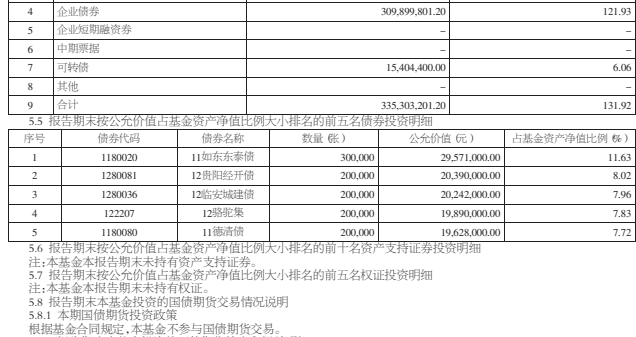 4 企业债券 309,899,801.20 121.93
5 企业短期融资券 – –
6 中期票据 – –
7 可转债 15,404,400.00 6.06
8 其他 – –
9 合计 335,303,201.20 131.92
5.5 报告期末按公允价值占基金资产净值比例大小排名的前五名债券投资明细
序号 债券代码 债券名称 数量（张） 公允价值（元） 占基金资产净值比例（%）
1 1180020 11如东东泰债 300,000 29,571,000.00 11.63
2 1280081 12贵阳经开债 200,000 20,390,000.00 8.02
3 1280036 12临安城建债 200,000 20,242,000.00 7.96
4 122207 12骆驼集 200,000 19,890,000.00 7.83
5 1180080 11德清债 200,000 19,628,000.00 7.72
5.6 报告期末按公允价值占基金资产净值比例大小排名的前十名资产支持证券投资明细
注：本基金本报告期末未持有资产支持证券。
5.7 报告期末按公允价值占基金资产净值比例大小排名的前五名权证投资明细
注：本基金本报告期末未持有权证。
5.8 报告期末本基金投资的国债期货交易情况说明
5.8.1 本期国债期货投资政策
根据基金合同规定，本基金不参与国债期货交易。